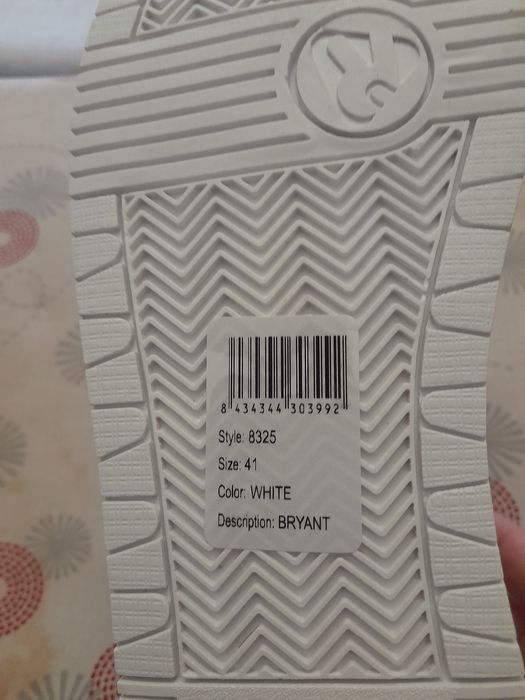 8 434344 303992
Style: 8325
Size: 41
Color: WHITE
Description: BRYANT